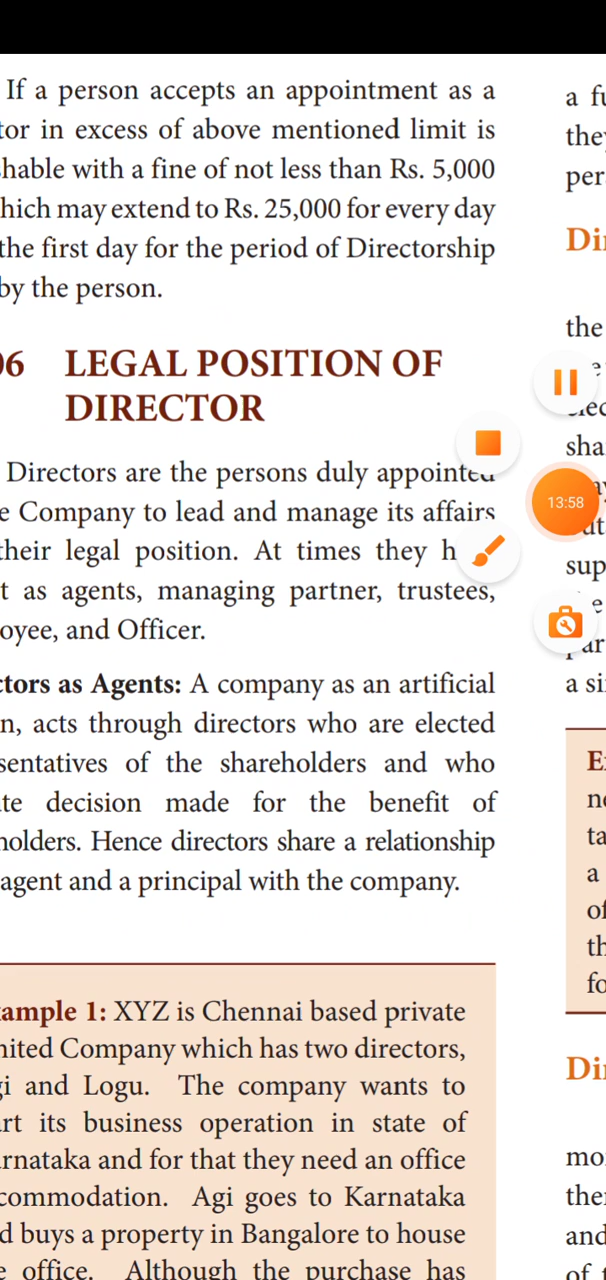 If a person accepts an appointment as a
tor in excess of above mentioned limit is
shable with a fine of not less than Rs. 5,000
hich may extend to Rs. 25,000 for every day
the first day for the period of Directorship
by the person.
06 LEGAL POSITION OF
DIRECTOR
Directors are the persons duly appointed
e Company to lead and manage its affairs
their legal position. At times they h
t as agents, managing partner, trustees,
oyee, and Officer.
ctors as Agents: A company as an artificial
n, acts through directors who are elected
sentatives of the shareholders and who
te decision made for the benefit of
holders. Hence directors share a relationship
agent and a principal with the company.
ample 1: XYZ is Chennai based private
ited Company which has two directors,
gi and Logu. The company wants to
rt its business operation in state of
rnataka and for that they need an office
commodation. Agi goes to Karnataka
d buys a property in Bangalore to house
e office. Although the purchase has
a fu
they
per
Di
the
e
sha
sup
a si
E
ne
ta
a
of
th
fo
Di
mo
the
and
of t
13:58